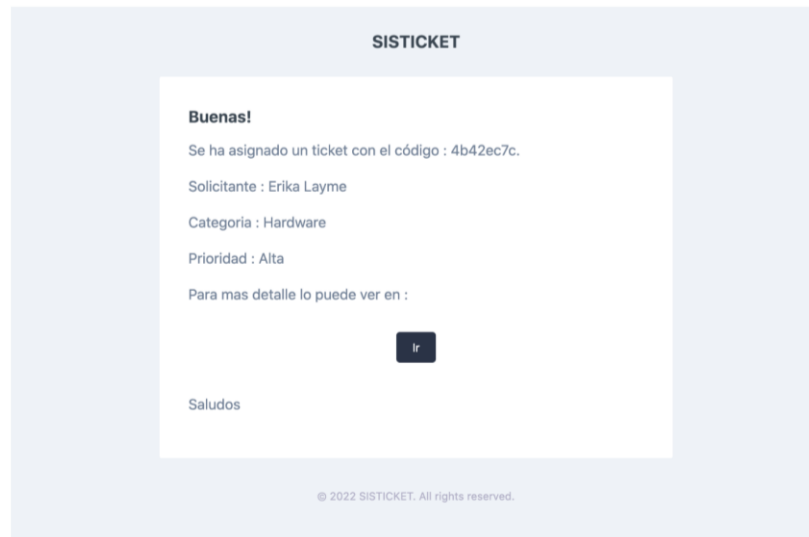 SISTICKET
Buenas!
Se ha asignado un ticket con el código : 4b42ec7c.
Solicitante : Erika Layme
Categoria : Hardware
Prioridad : Alta
Para mas detalle lo puede ver en :
Ir
Saludos
© 2022 SISTICKET. All rights reserved.